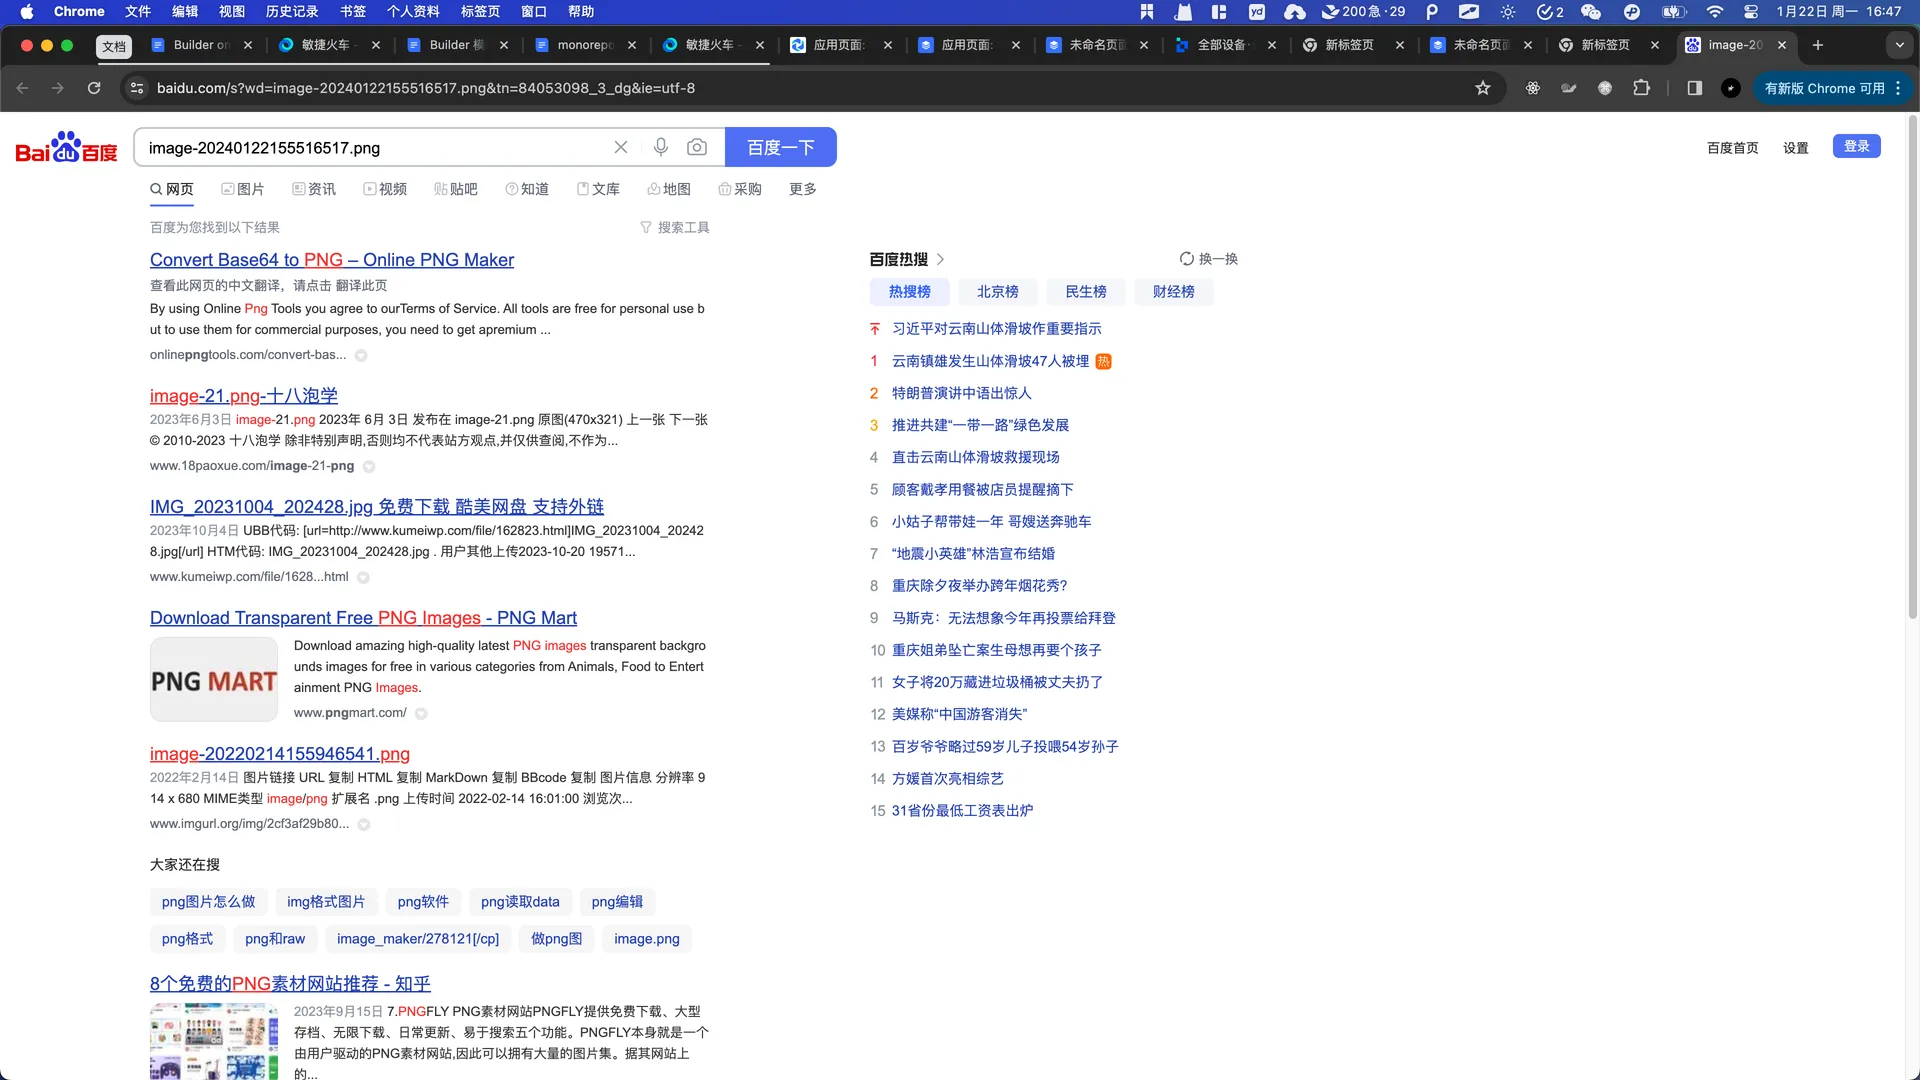 Chrome 文件 编辑 视图 历史记录 书签 个人资料 标签页 窗口 帮助 yd 200急·29 2 1月22日 周一 16:47
文档 Builder on 敏捷火车 - Builder 模 monorepo 敏捷火车 - 应用页面: 应用页面: 未命名页面 全部设备 · 新标签页 未命名页面 新标签页 image-20
baidu.com/s?wd=image-20240122155516517.png&tn=84053098_3_dg&ie=utf-8 有新版 Chrome 可用
Bai du 百度 image-20240122155516517.png 百度一下 百度首页 设置 登录
网页 图片 资讯 视频 贴吧 知道 文库 地图 采购 更多
百度为您找到以下结果 搜索工具
Convert Base64 to PNG – Online PNG Maker
查看此网页的中文翻译，请点击 翻译此页
By using Online Png Tools you agree to ourTerms of Service. All tools are free for personal use b
ut to use them for commercial purposes, you need to get apremium ...
onlinepngtools.com/convert-bas...
image-21.png-十八泡学
2023年6月3日 image-21.png 2023年 6月 3日 发布在 image-21.png 原图(470x321) 上一张 下一张
© 2010-2023 十八泡学 除非特别声明,否则均不代表站方观点,并仅供查阅,不作为...
www.18paoxue.com/image-21-png
IMG_20231004_202428.jpg 免费下载 酷美网盘 支持外链
2023年10月4日 UBB代码: [url=http://www.kumeiwp.com/file/162823.html]IMG_20231004_20242
8.jpg[/url] HTM代码: IMG_20231004_202428.jpg . 用户其他上传2023-10-20 19571...
www.kumeiwp.com/file/1628...html
Download Transparent Free PNG Images - PNG Mart
PNG MART
Download amazing high-quality latest PNG images transparent backgro
unds images for free in various categories from Animals, Food to Entert
ainment PNG Images.
www.pngmart.com/
image-20220214155946541.png
2022年2月14日 图片链接 URL 复制 HTML 复制 MarkDown 复制 BBcode 复制 图片信息 分辨率 9
14 x 680 MIME类型 image/png 扩展名 .png 上传时间 2022-02-14 16:01:00 浏览次...
www.imgurl.org/img/2cf3af29b80...
大家还在搜
png图片怎么做 img格式图片 png软件 png读取data png编辑
png格式 png和raw image_maker/278121[/cp] 做png图 image.png
8个免费的PNG素材网站推荐 - 知乎
2023年9月15日 7.PNGFLY PNG素材网站PNGFLY提供免费下载、大型
存档、无限下载、日常更新、易于搜索五个功能。PNGFLY本身就是一个
由用户驱动的PNG素材网站,因此可以拥有大量的图片集。据其网站上
的...
百度热搜 换一换
热搜榜 北京榜 民生榜 财经榜
习近平对云南山体滑坡作重要指示
1 云南镇雄发生山体滑坡47人被埋 热
2 特朗普演讲中语出惊人
3 推进共建“一带一路”绿色发展
4 直击云南山体滑坡救援现场
5 顾客戴孝用餐被店员提醒摘下
6 小姑子帮带娃一年 哥嫂送奔驰车
7 “地震小英雄”林浩宣布结婚
8 重庆除夕夜举办跨年烟花秀?
9 马斯克：无法想象今年再投票给拜登
10 重庆姐弟坠亡案生母想再要个孩子
11 女子将20万藏进垃圾桶被丈夫扔了
12 美媒称“中国游客消失”
13 百岁爷爷略过59岁儿子投喂54岁孙子
14 方媛首次亮相综艺
15 31省份最低工资表出炉